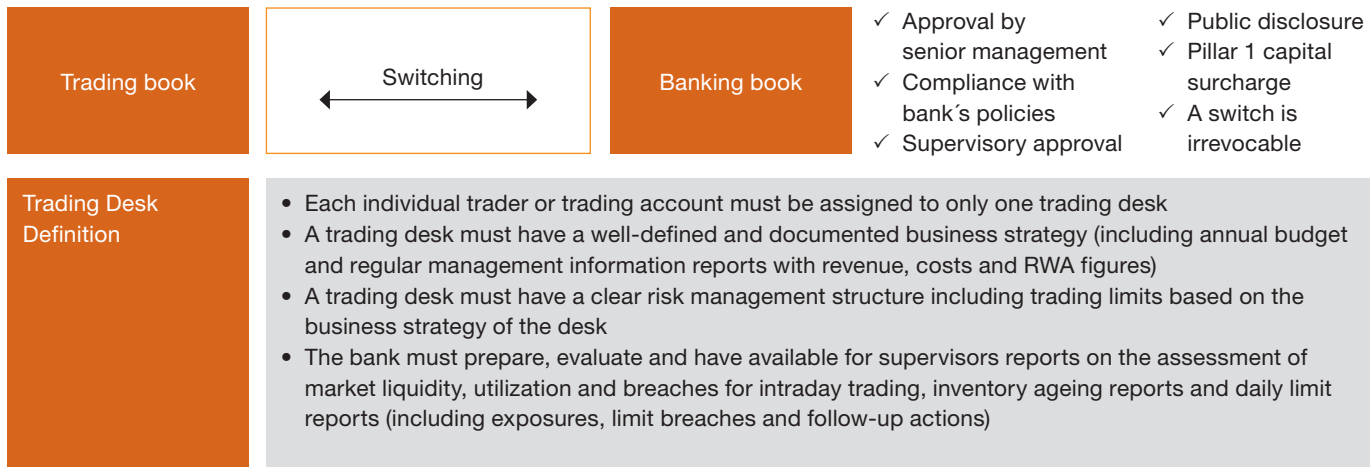 Trading book
Switching
Banking book
✓ Approval by
senior management
✓ Compliance with
bank´s policies
✓ Supervisory approval
✓ Public disclosure
✓ Pillar 1 capital
surcharge
✓ A switch is
irrevocable
Trading Desk
Definition
• Each individual trader or trading account must be assigned to only one trading desk
• A trading desk must have a well-defined and documented business strategy (including annual budget
and regular management information reports with revenue, costs and RWA figures)
• A trading desk must have a clear risk management structure including trading limits based on the
business strategy of the desk
• The bank must prepare, evaluate and have available for supervisors reports on the assessment of
market liquidity, utilization and breaches for intraday trading, inventory ageing reports and daily limit
reports (including exposures, limit breaches and follow-up actions)